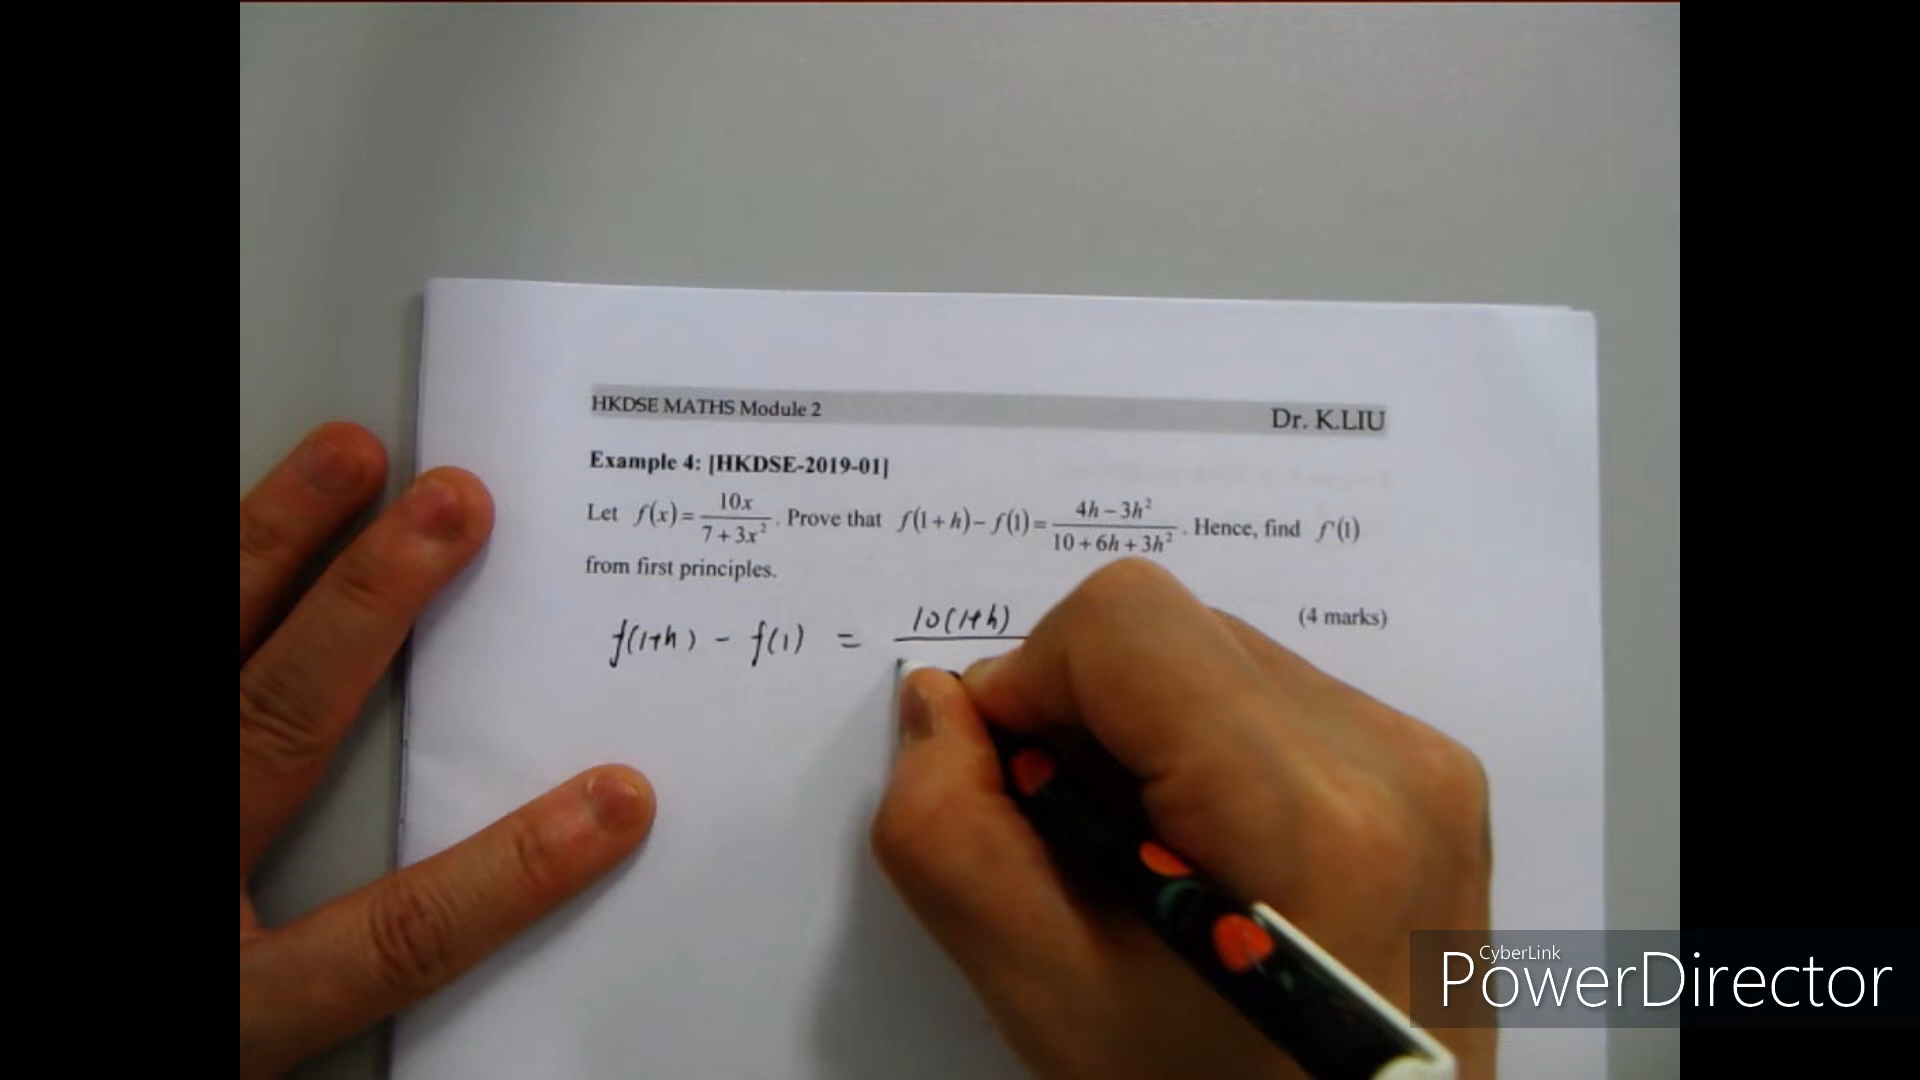 HKDSE MATHS Module 2
Dr. K.LIU
Example 4: [HKDSE-2019-01]
Let f(x) = 10x / (7 + 3x²). Prove that f(1+h) − f(1) = (4h − 3h²) / (10 + 6h + 3h²). Hence, find f'(1)
from first principles.
(4 marks)
f(1+h) − f(1) = 10(1+h)
CyberLink
PowerDirector